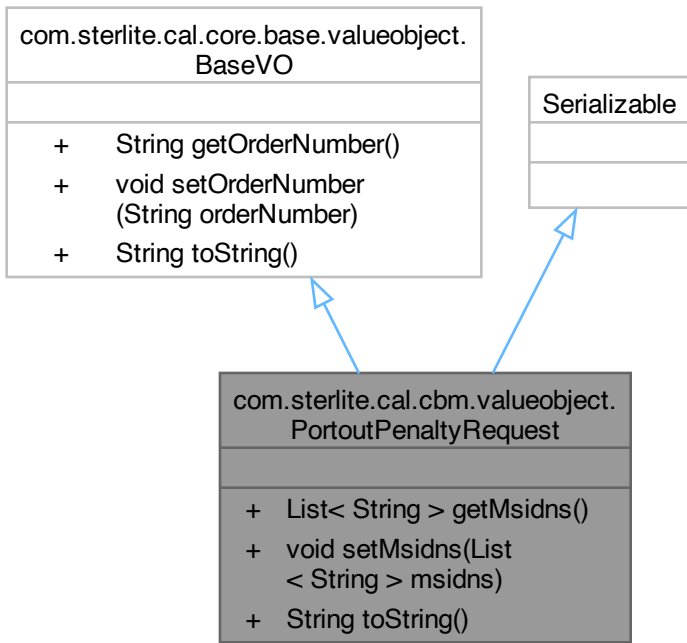 com.sterlite.cal.core.base.valueobject.
BaseVO
+ String getOrderNumber()
+ void setOrderNumber
(String orderNumber)
+ String toString()
Serializable
com.sterlite.cal.cbm.valueobject.
PortoutPenaltyRequest
+ List< String > getMsidns()
+ void setMsidns(List
< String > msidns)
+ String toString()